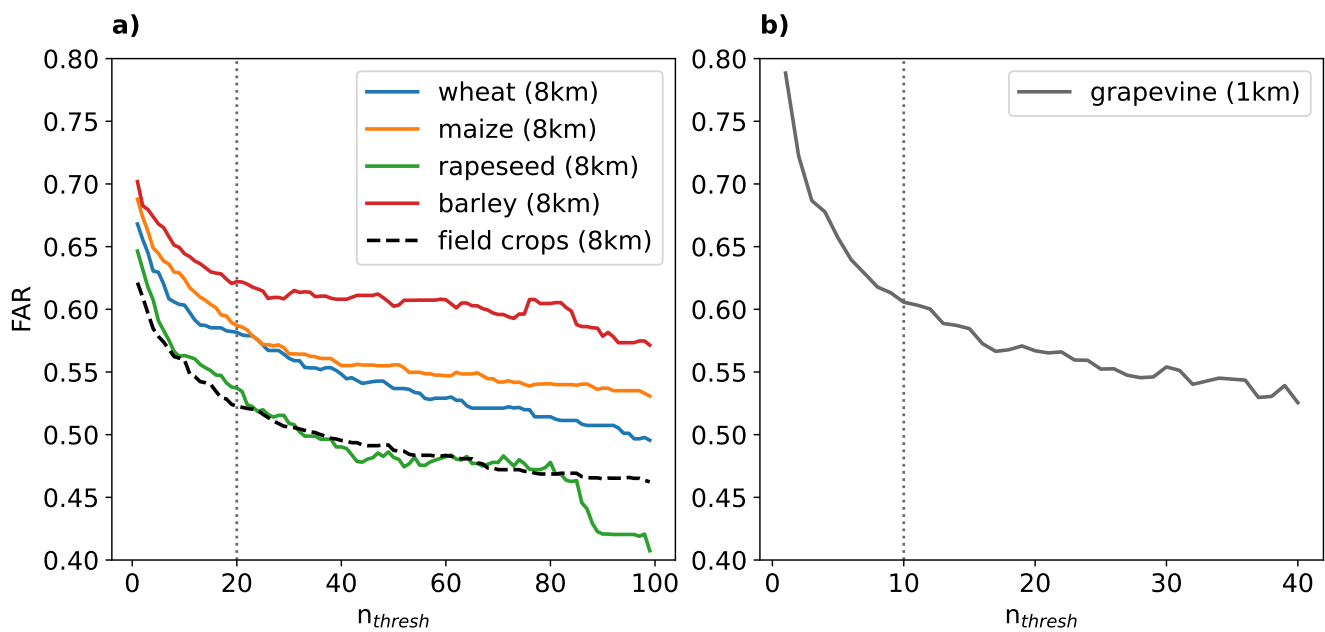 a)
FAR
0.80
0.75
0.70
0.65
0.60
0.55
0.50
0.45
0.40
wheat (8km)
maize (8km)
rapeseed (8km)
barley (8km)
field crops (8km)
0 20 40 60 80 100
n_thresh
b)
0.80
0.75
0.70
0.65
0.60
0.55
0.50
0.45
0.40
grapevine (1km)
0 10 20 30 40
n_thresh